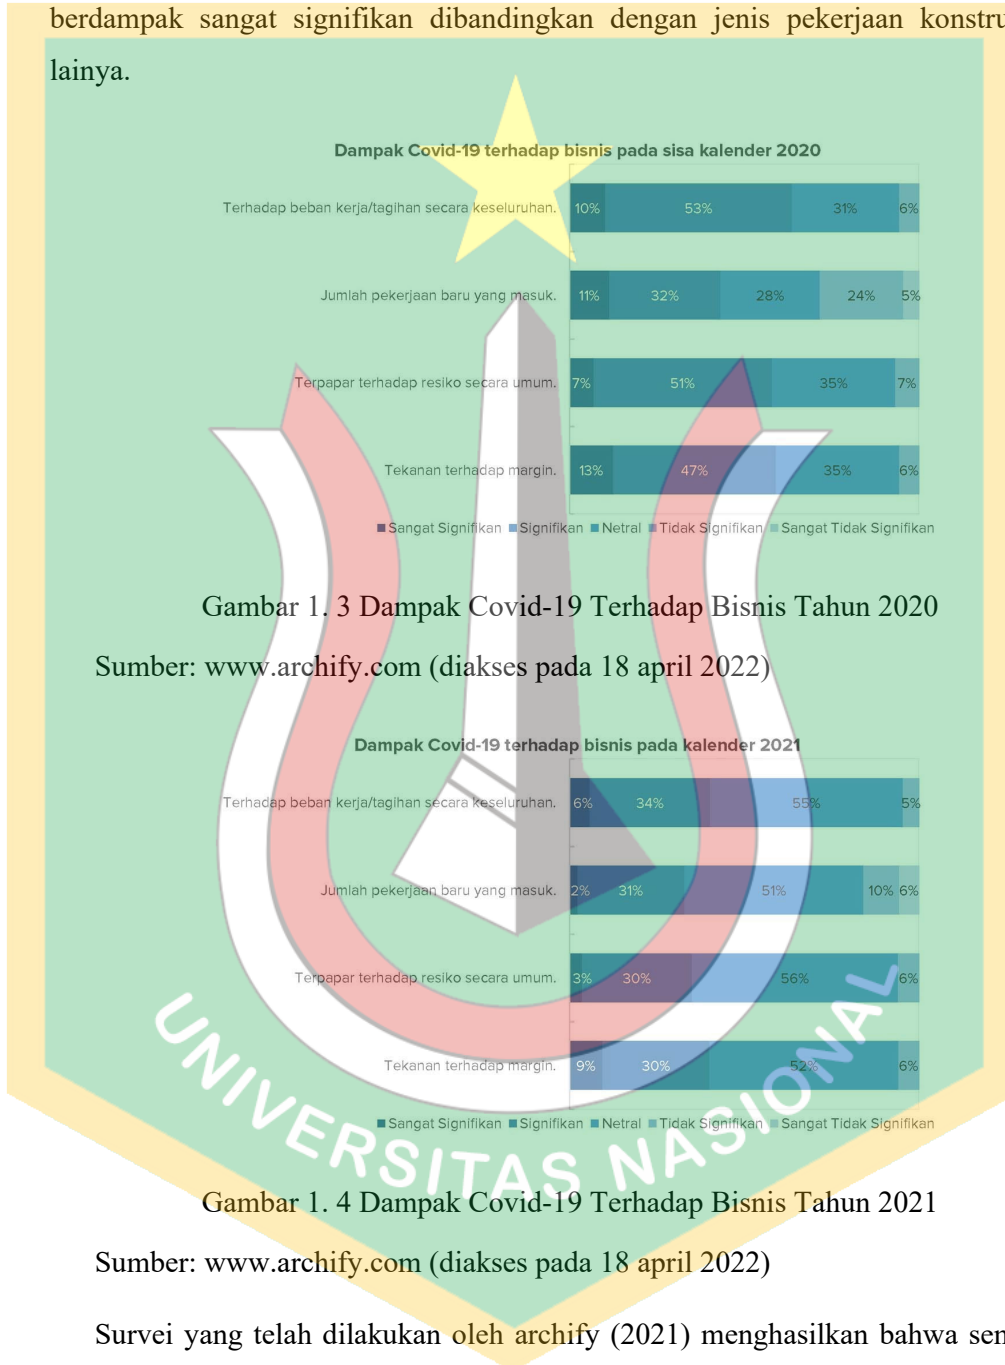 berdampak sangat signifikan dibandingkan dengan jenis pekerjaan
lainya.
Dampak Covid-19 terhadap bisnis pada sisa kalender 2020
Terhadap beban kerja/tagihan secara keseluruhan. 10% 53% 31% 6%
Jumlah pekerjaan baru yang masuk. 11% 32% 28% 24% 5%
Terpapar terhadap resiko secara umum. 7% 51% 35% 7%
Tekanan terhadap margin. 13% 47% 35% 6%
Sangat Signifikan Signifikan Netral Tidak Signifikan Sangat Tidak Signifikan
Gambar 1. 3 Dampak Covid-19 Terhadap Bisnis Tahun 2020
Sumber: www.archify.com (diakses pada 18 april 2022)
Dampak Covid-19 terhadap bisnis pada kalender 2021
Terhadap beban kerja/tagihan secara keseluruhan. 6% 34% 55% 5%
Jumlah pekerjaan baru yang masuk. 2% 31% 51% 10% 6%
Terpapar terhadap resiko secara umum. 3% 30% 56% 6%
Tekanan terhadap margin. 9% 30% 52% 6%
Sangat Signifikan Signifikan Netral Tidak Signifikan Sangat Tidak Signifikan
UNIVERSITAS NASIONAL
Gambar 1. 4 Dampak Covid-19 Terhadap Bisnis Tahun 2021
Sumber: www.archify.com (diakses pada 18 april 2022)
Survei yang telah dilakukan oleh archify (2021) menghasilkan bahwa